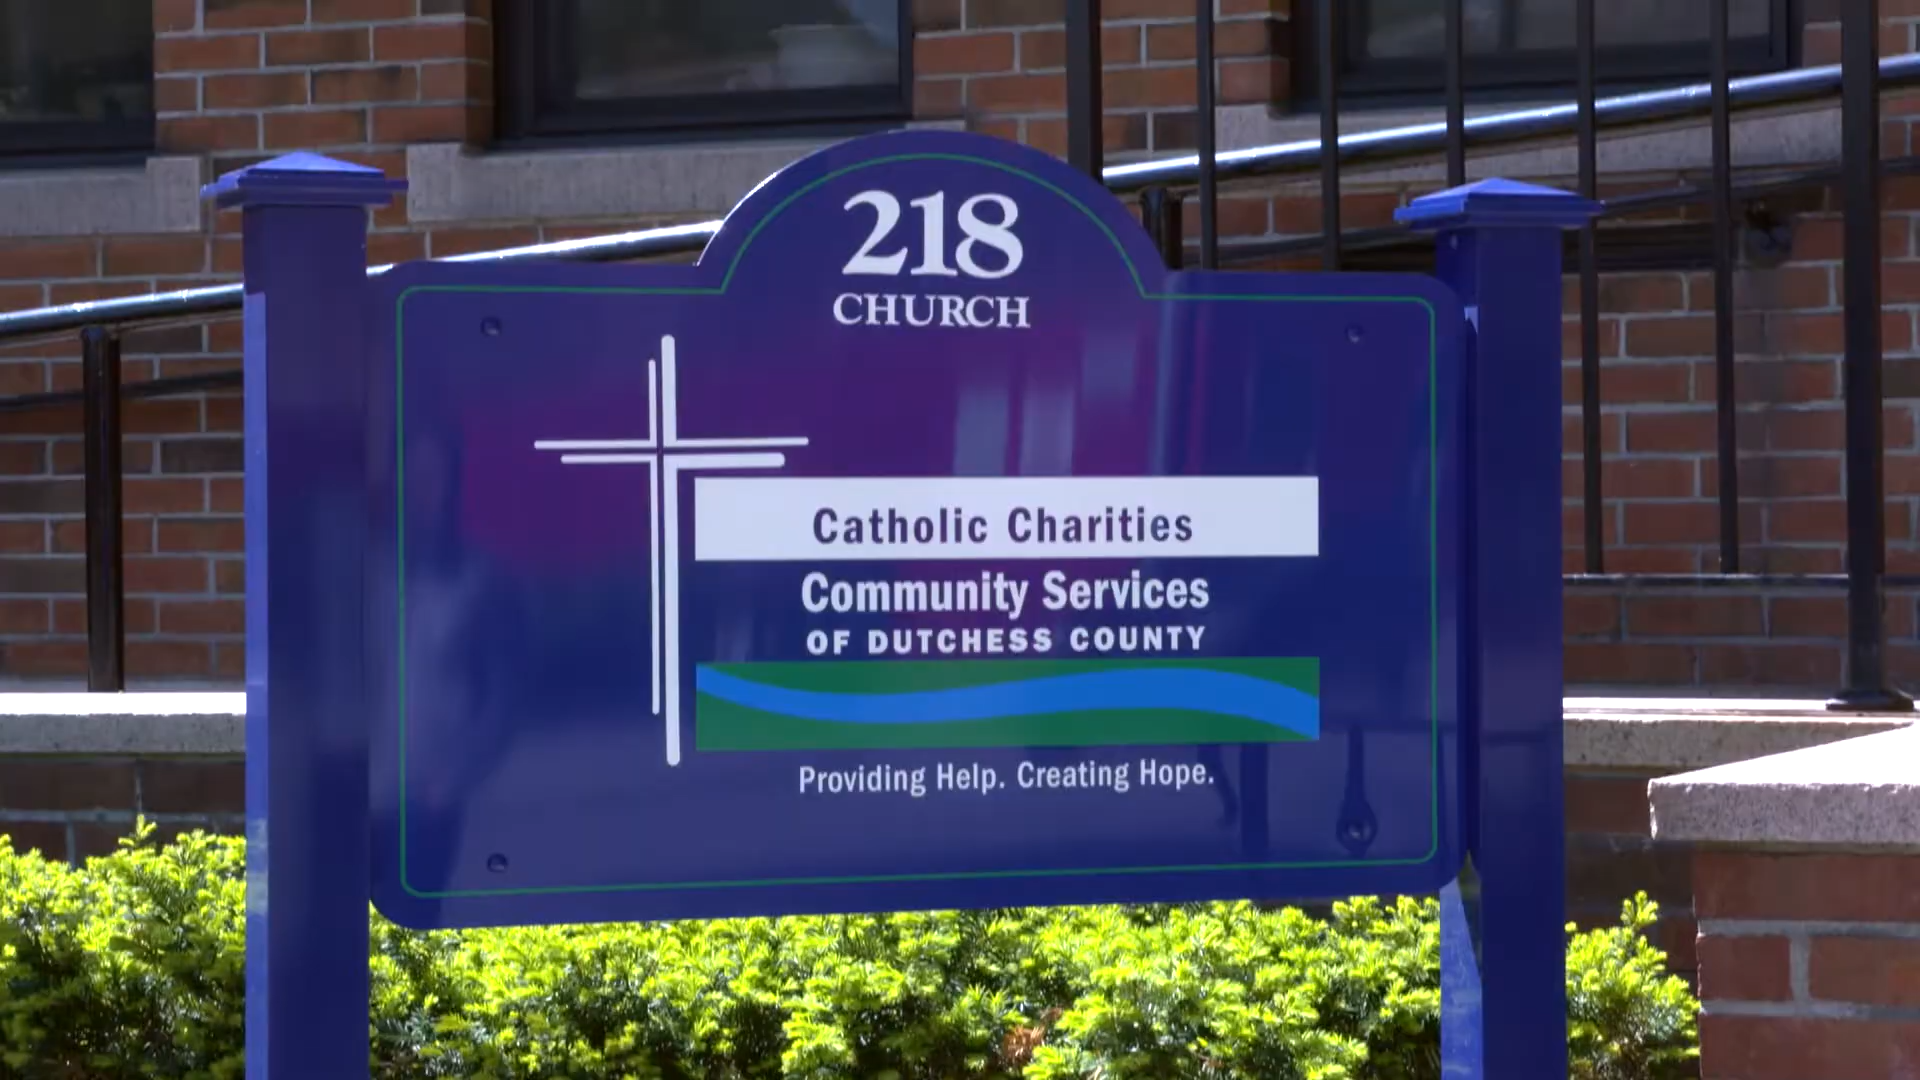 218
CHURCH
Catholic Charities
Community Services
OF DUTCHESS COUNTY
Providing Help. Creating Hope.